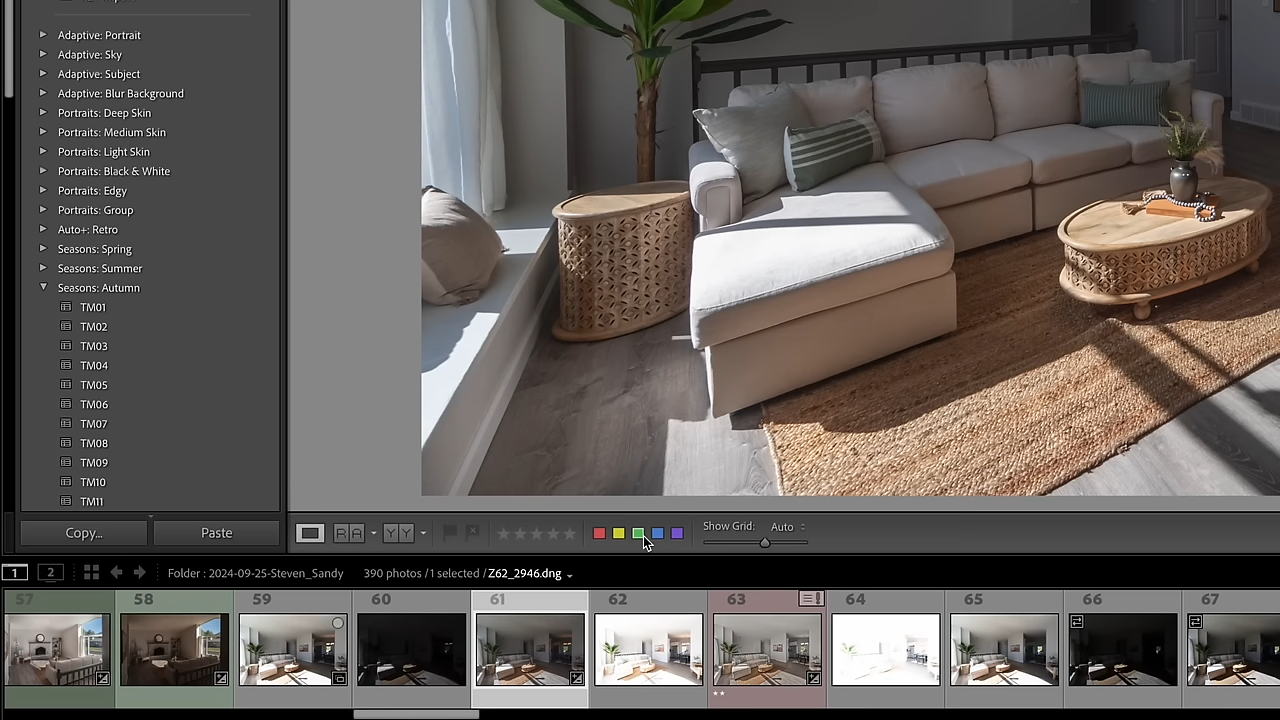 Adaptive: Portrait
Adaptive: Sky
Adaptive: Subject
Adaptive: Blur Background
Portraits: Deep Skin
Portraits: Medium Skin
Portraits: Light Skin
Portraits: Black & White
Portraits: Edgy
Portraits: Group
Auto+: Retro
Seasons: Spring
Seasons: Summer
Seasons: Autumn
TM01
TM02
TM03
TM04
TM05
TM06
TM07
TM08
TM09
TM10
TM11
Copy... Paste
R A Y Y Show Grid: Auto
1 2 Folder : 2024-09-25-Steven_Sandy 390 photos / 1 selected / Z62_2946.dng
57 58 59 60 61 62 63 64 65 66 67